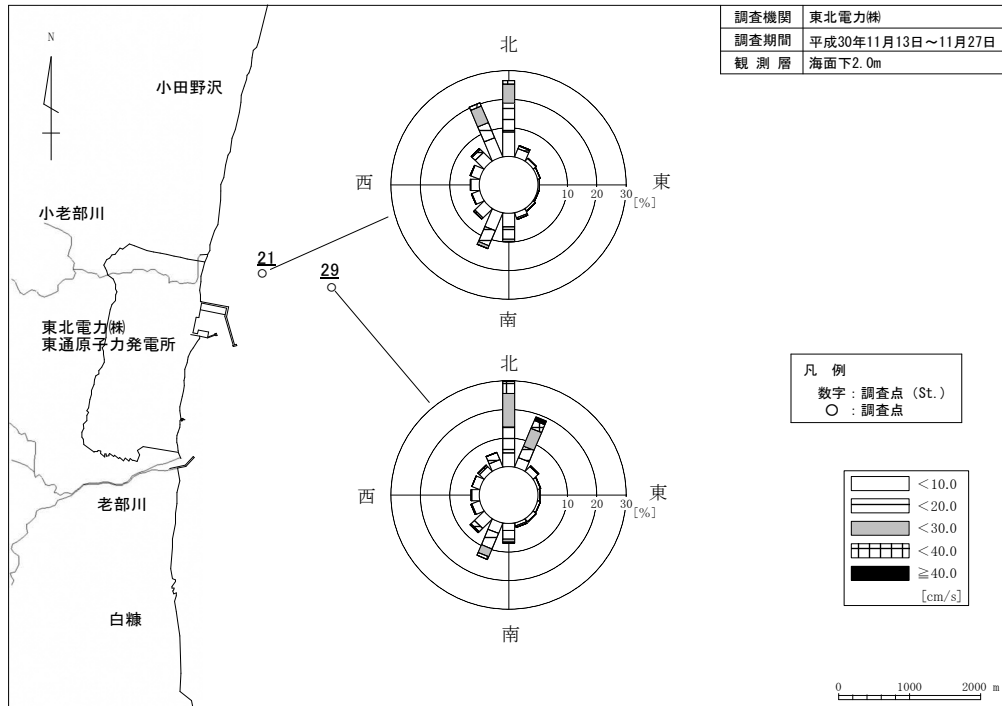 調査機関 東北電力㈱
調査期間 平成30年11月13日～11月27日
観測層 海面下2.0m
N
小田野沢
小老部川
東北電力㈱
東通原子力発電所
老部川
白糠
21
29
北
西
東
南
10 20 30
[%]
北
西
東
南
10 20 30
[%]
凡 例
数字：調査点 (St.)
○ ：調査点
＜10.0
＜20.0
＜30.0
＜40.0
≧40.0
[cm/s]
0 1000 2000 m